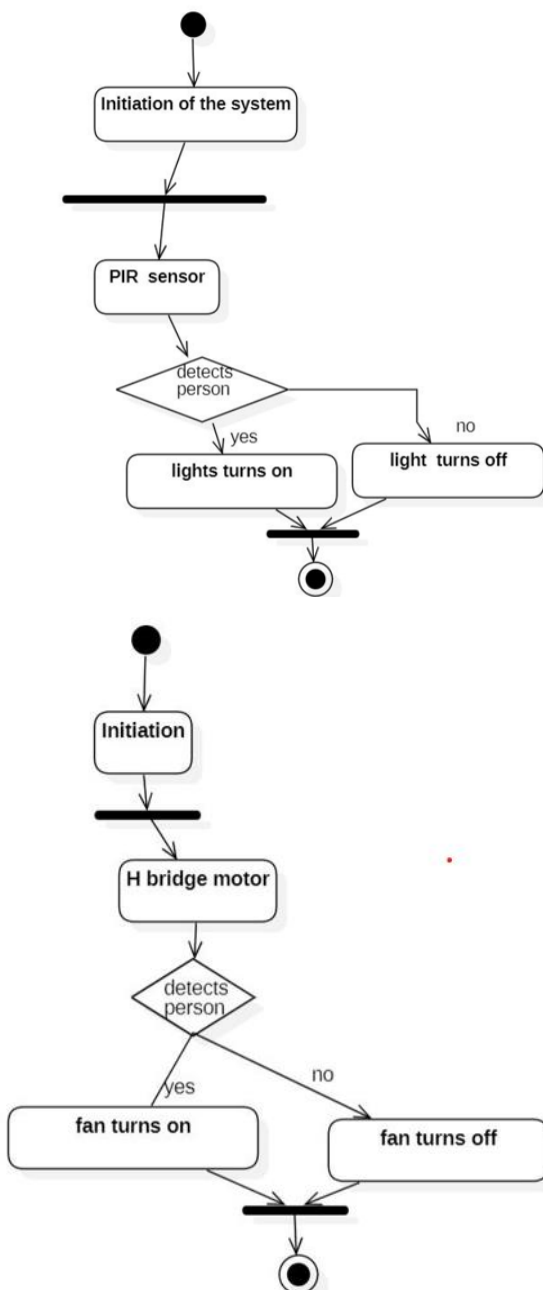 Initiation of the system
PIR  sensor
detects
person
yes
no
lights turns on
light  turns off
Initiation
H bridge motor
detects
person
yes
no
fan turns on
fan turns off